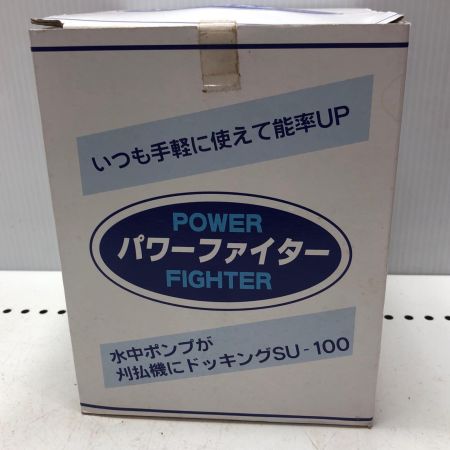 いつも手軽に使えて能率UP
POWER
パワーファイター
FIGHTER
水中ポンプが
刈払機にドッキングSU-100